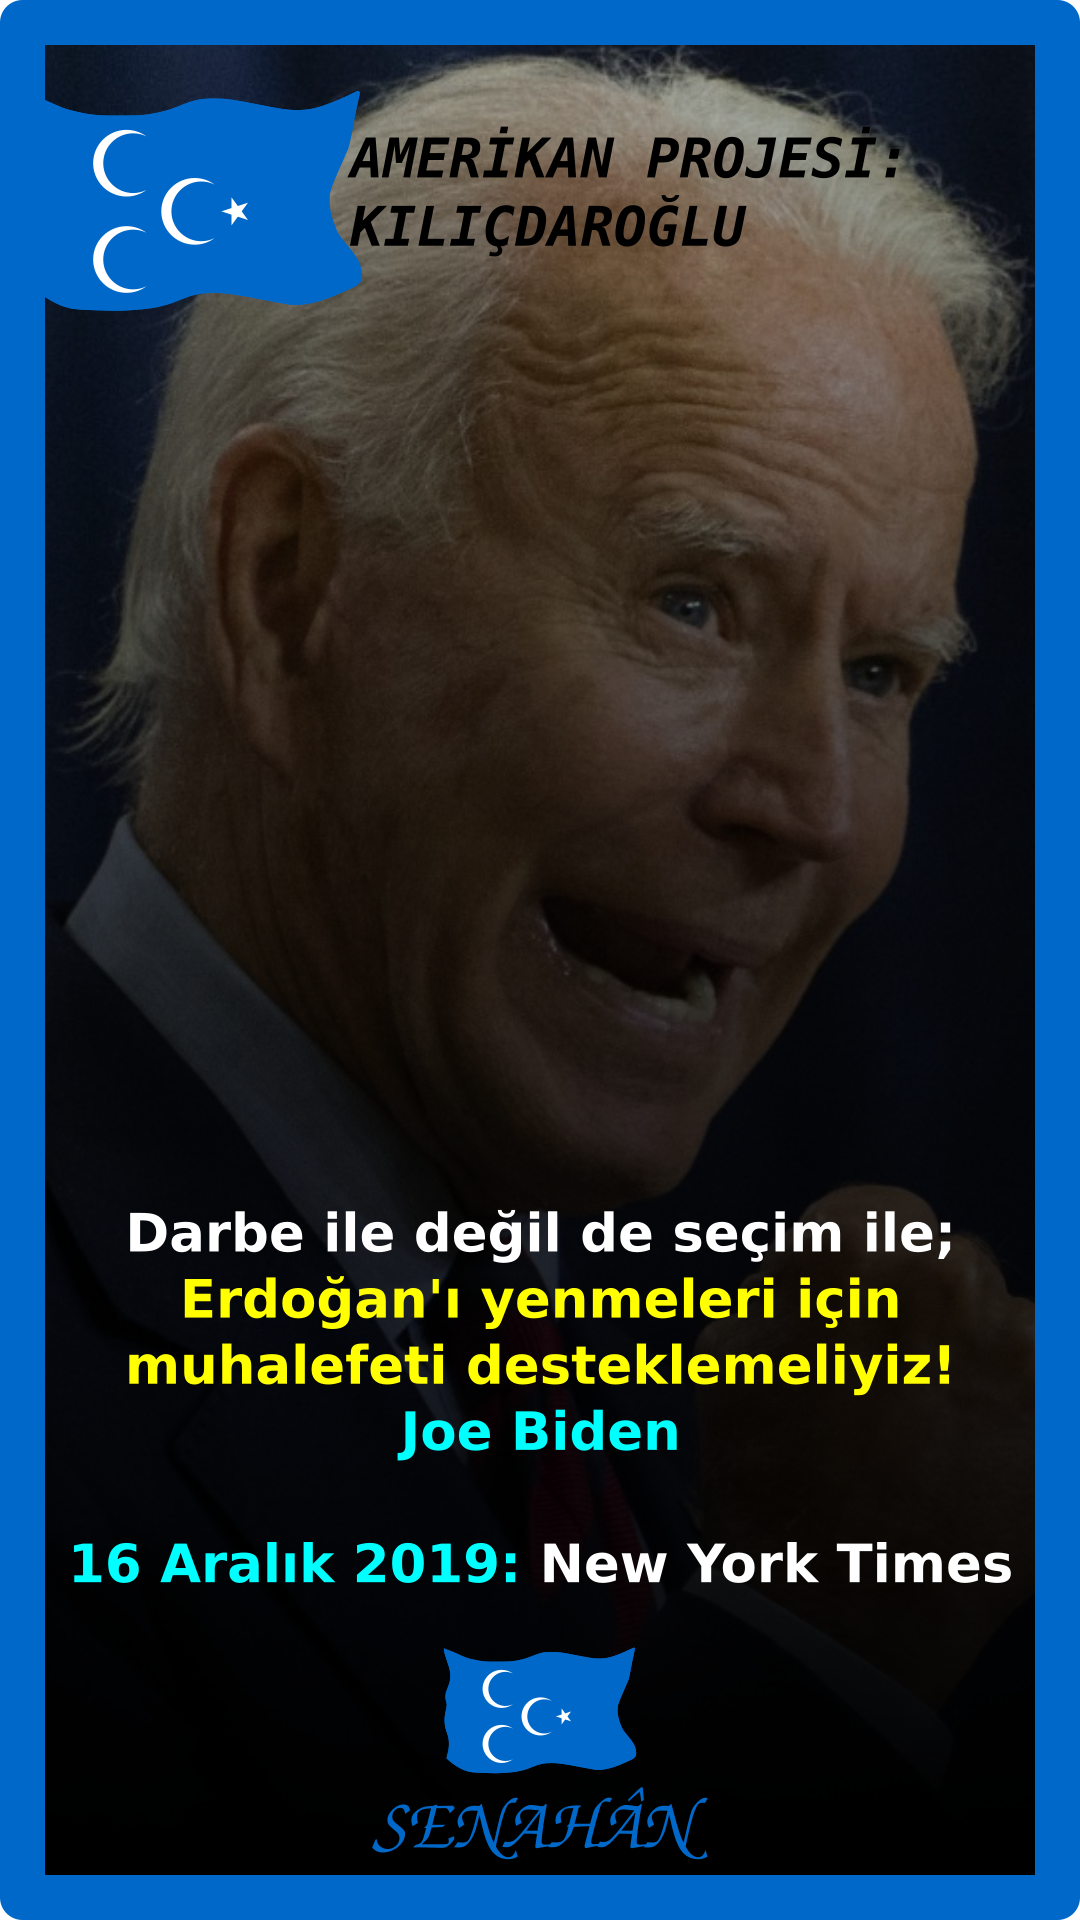 AMERİKAN PROJESİ:
KILIÇDAROĞLU
Darbe ile değil de seçim ile;
Erdoğan'ı yenmeleri için
muhalefeti desteklemeliyiz!
Joe Biden
16 Aralık 2019: New York Times
SENAHÂN